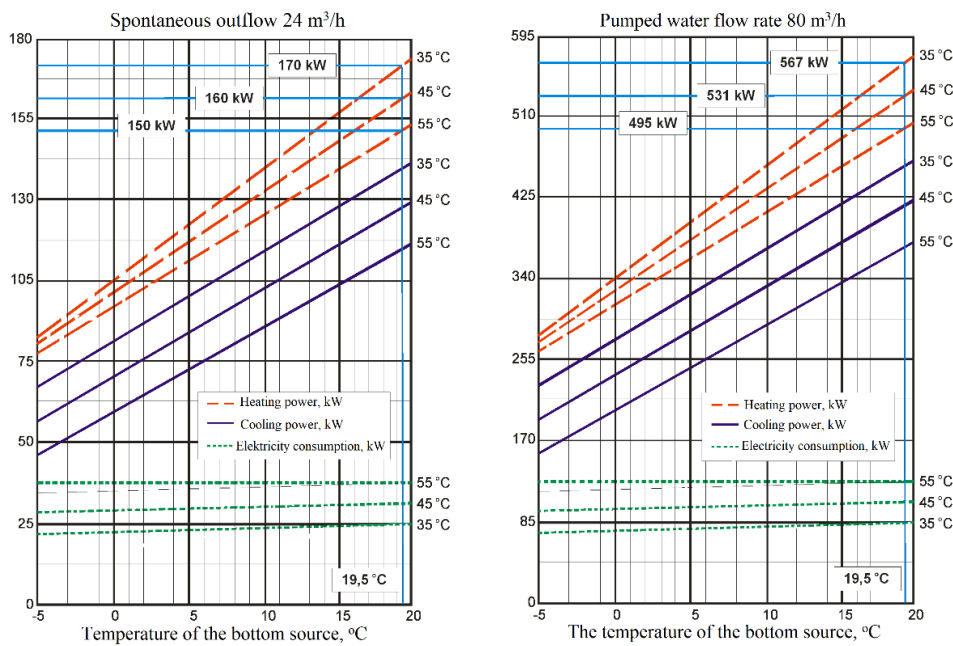 Spontaneous outflow 24 m³/h
180
155
130
105
75
50
25
0
170 kW
160 kW
150 kW
35 °C
45 °C
55 °C
35 °C
45 °C
55 °C
Heating power, kW
Cooling power, kW
Elektricity consumption, kW
55 °C
45 °C
35 °C
19,5 °C
-5 0 5 10 15 20
Temperature of the bottom source, °C
Pumped water flow rate 80 m³/h
595
510
425
340
255
170
85
0
567 kW
531 kW
495 kW
35 °C
45 °C
55 °C
35 °C
45 °C
55 °C
Heating power, kW
Cooling power, kW
Electricity consumption, kW
55 °C
45 °C
35 °C
19,5 °C
-5 0 5 10 15 20
The temperature of the bottom source, °C